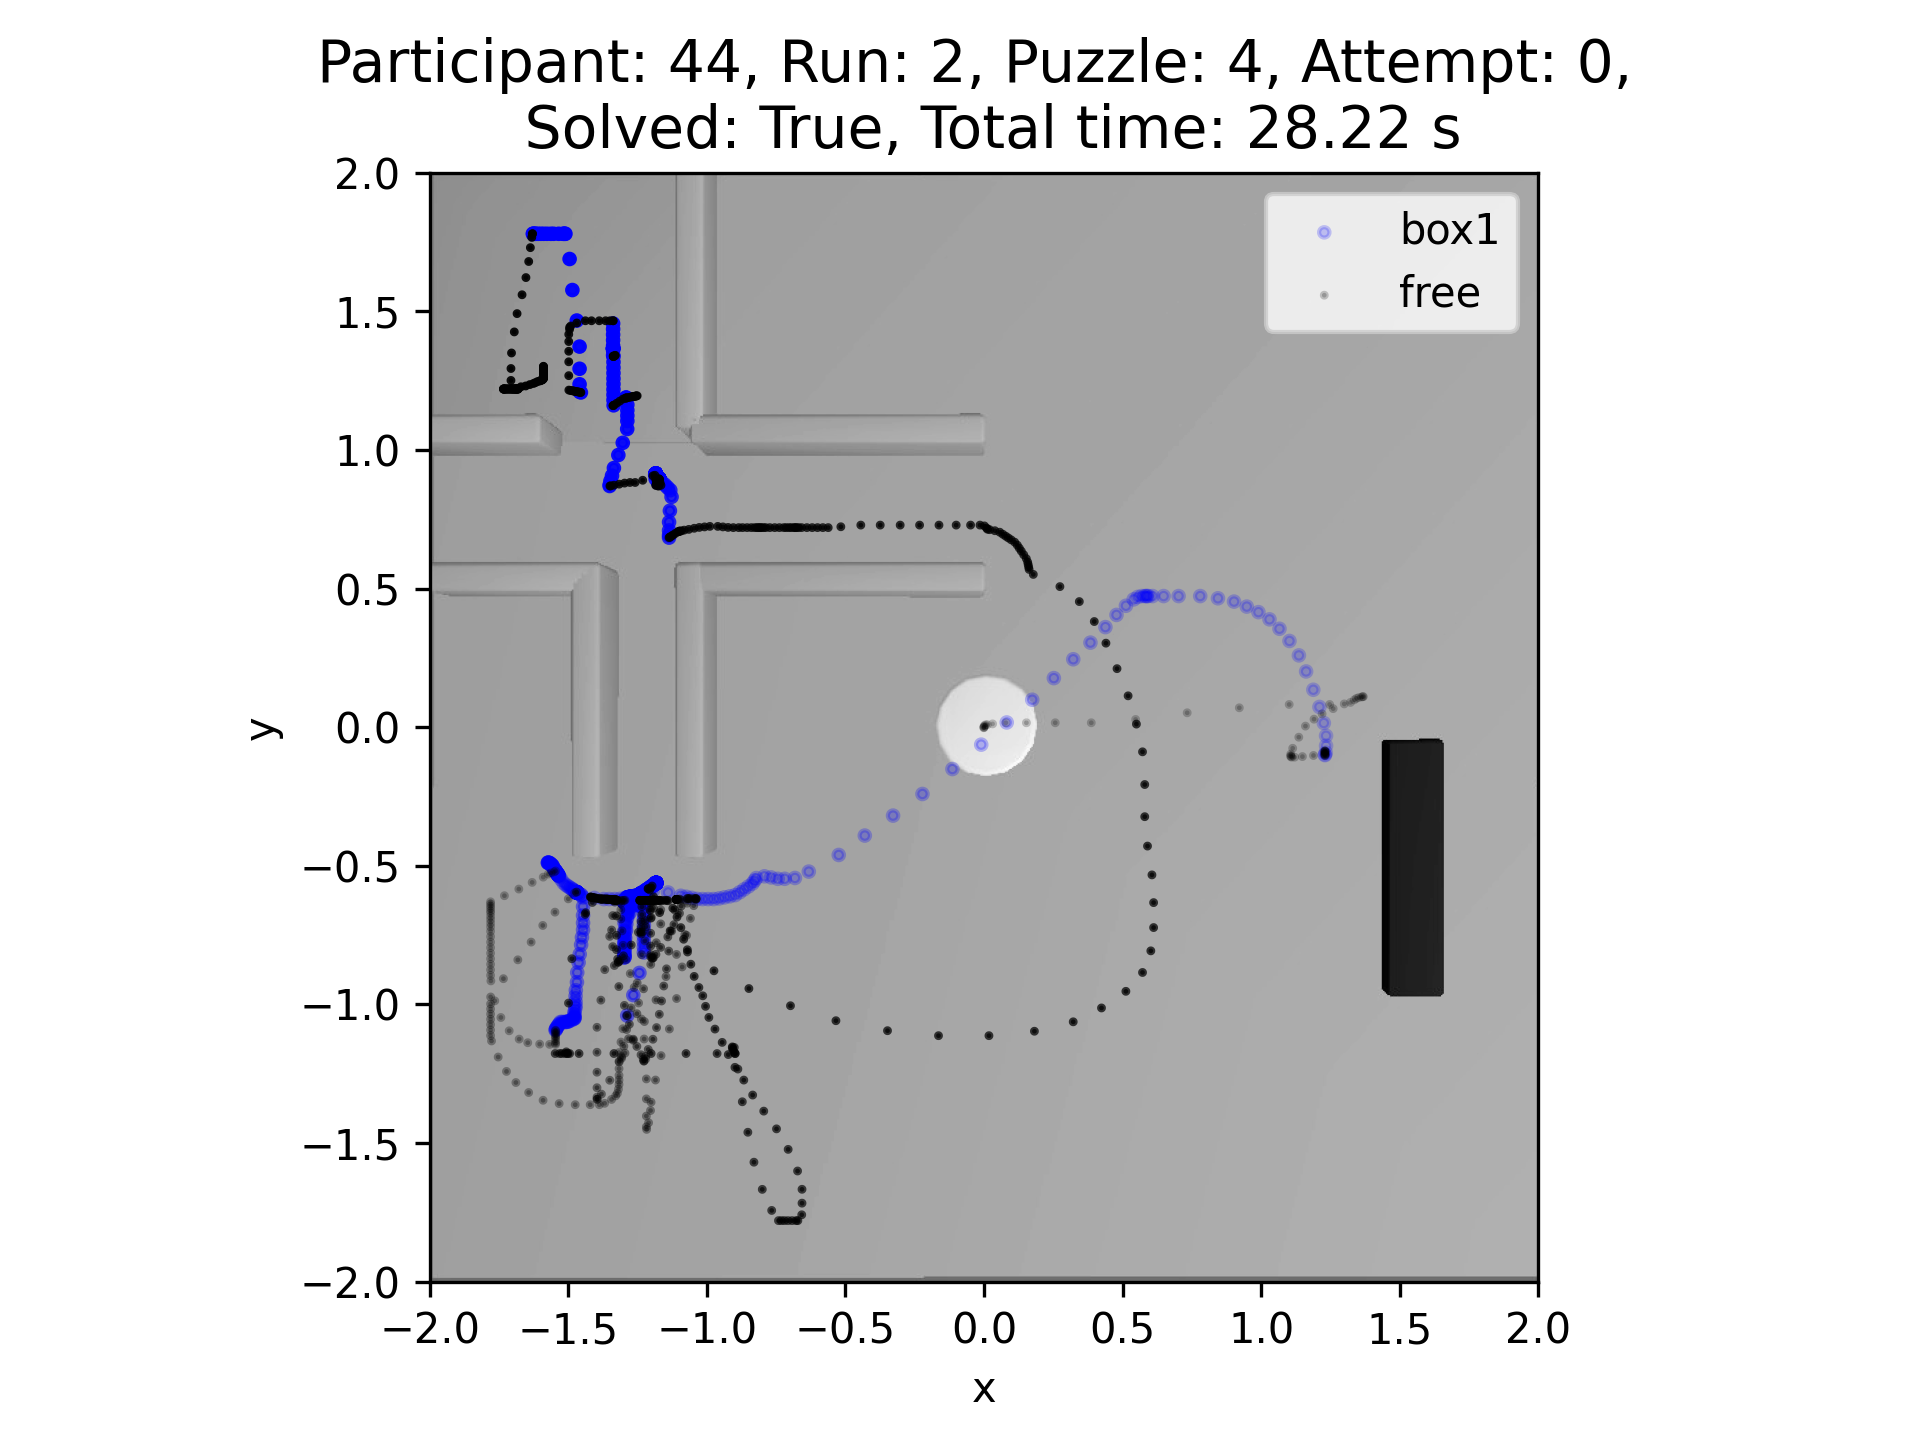 Participant: 44, Run: 2, Puzzle: 4, Attempt: 0,
Solved: True, Total time: 28.22 s
box1
free
2.0
1.5
1.0
0.5
0.0
−0.5
−1.0
−1.5
−2.0
y
−2.0 −1.5 −1.0 −0.5 0.0 0.5 1.0 1.5 2.0
x